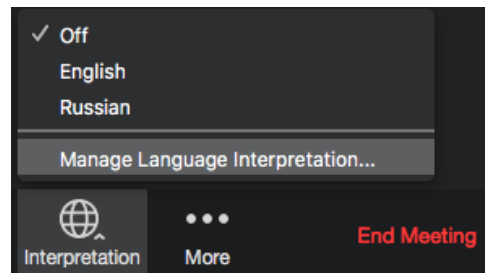 ✓ Off
English
Russian
Manage Language Interpretation...
Interpretation
More
End Meeting